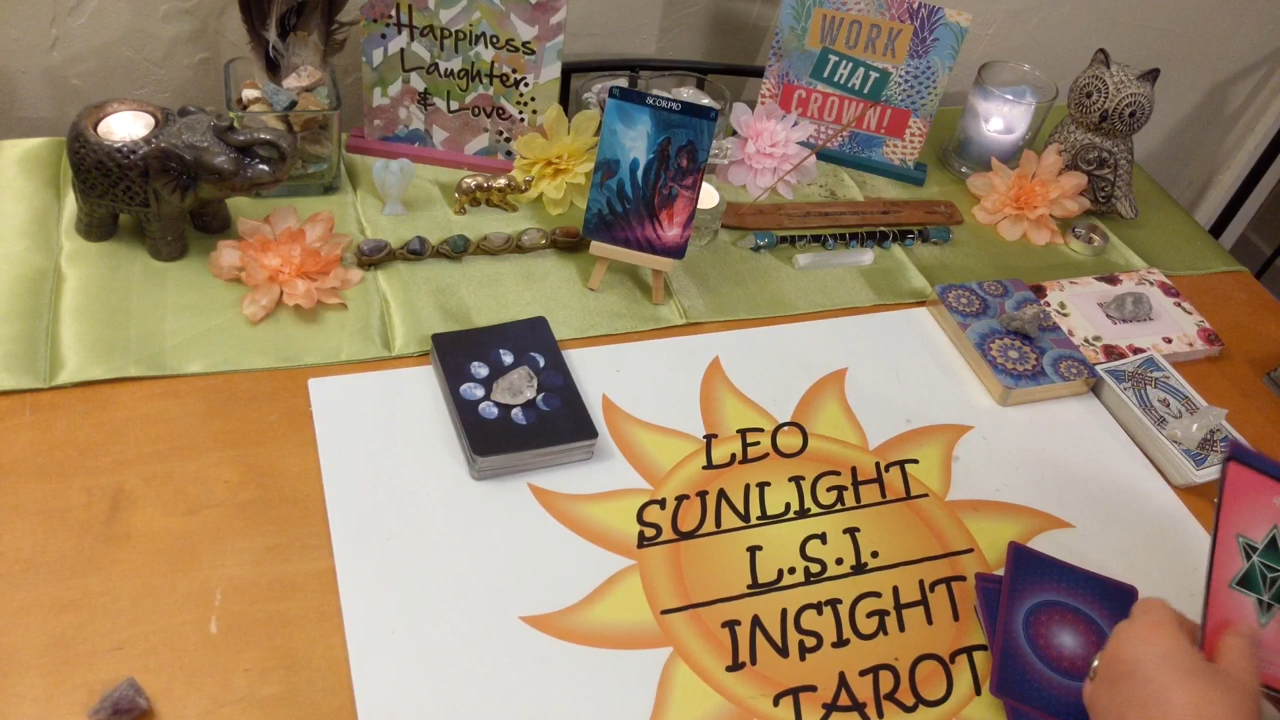 Happiness
Laughter
& Love
WORK
THAT
CROWN!
SCORPIO
LEO
SUNLIGHT
L.S.I.
INSIGHT
TAROT